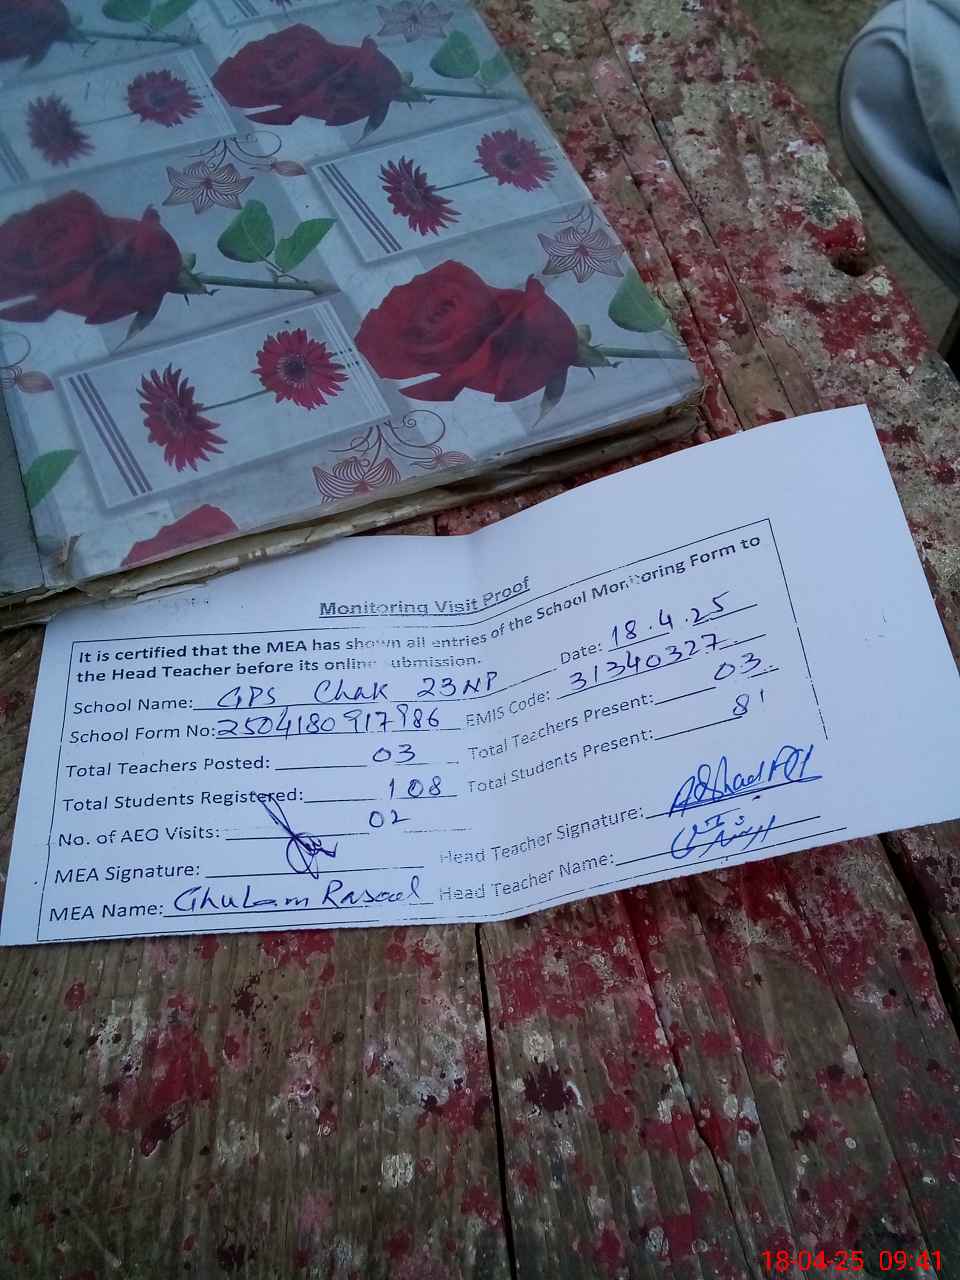 Monitoring Visit Proof
It is certified that the MEA has shown all entries of the School Monitoring Form to
the Head Teacher before its online submission.
Date: 18.4.25
School Name: GPS Chak 23NP
EMIS Code: 31340327
School Form No: 2504180917986
Total Teachers Present: 03
Total Teachers Posted: 03
Total Students Present: 81
Total Students Registered: 108
No. of AEO Visits: 02
Head Teacher Signature:
MEA Signature:
Head Teacher Name:
MEA Name: Ghulam Rasool
18-04-25 09:41